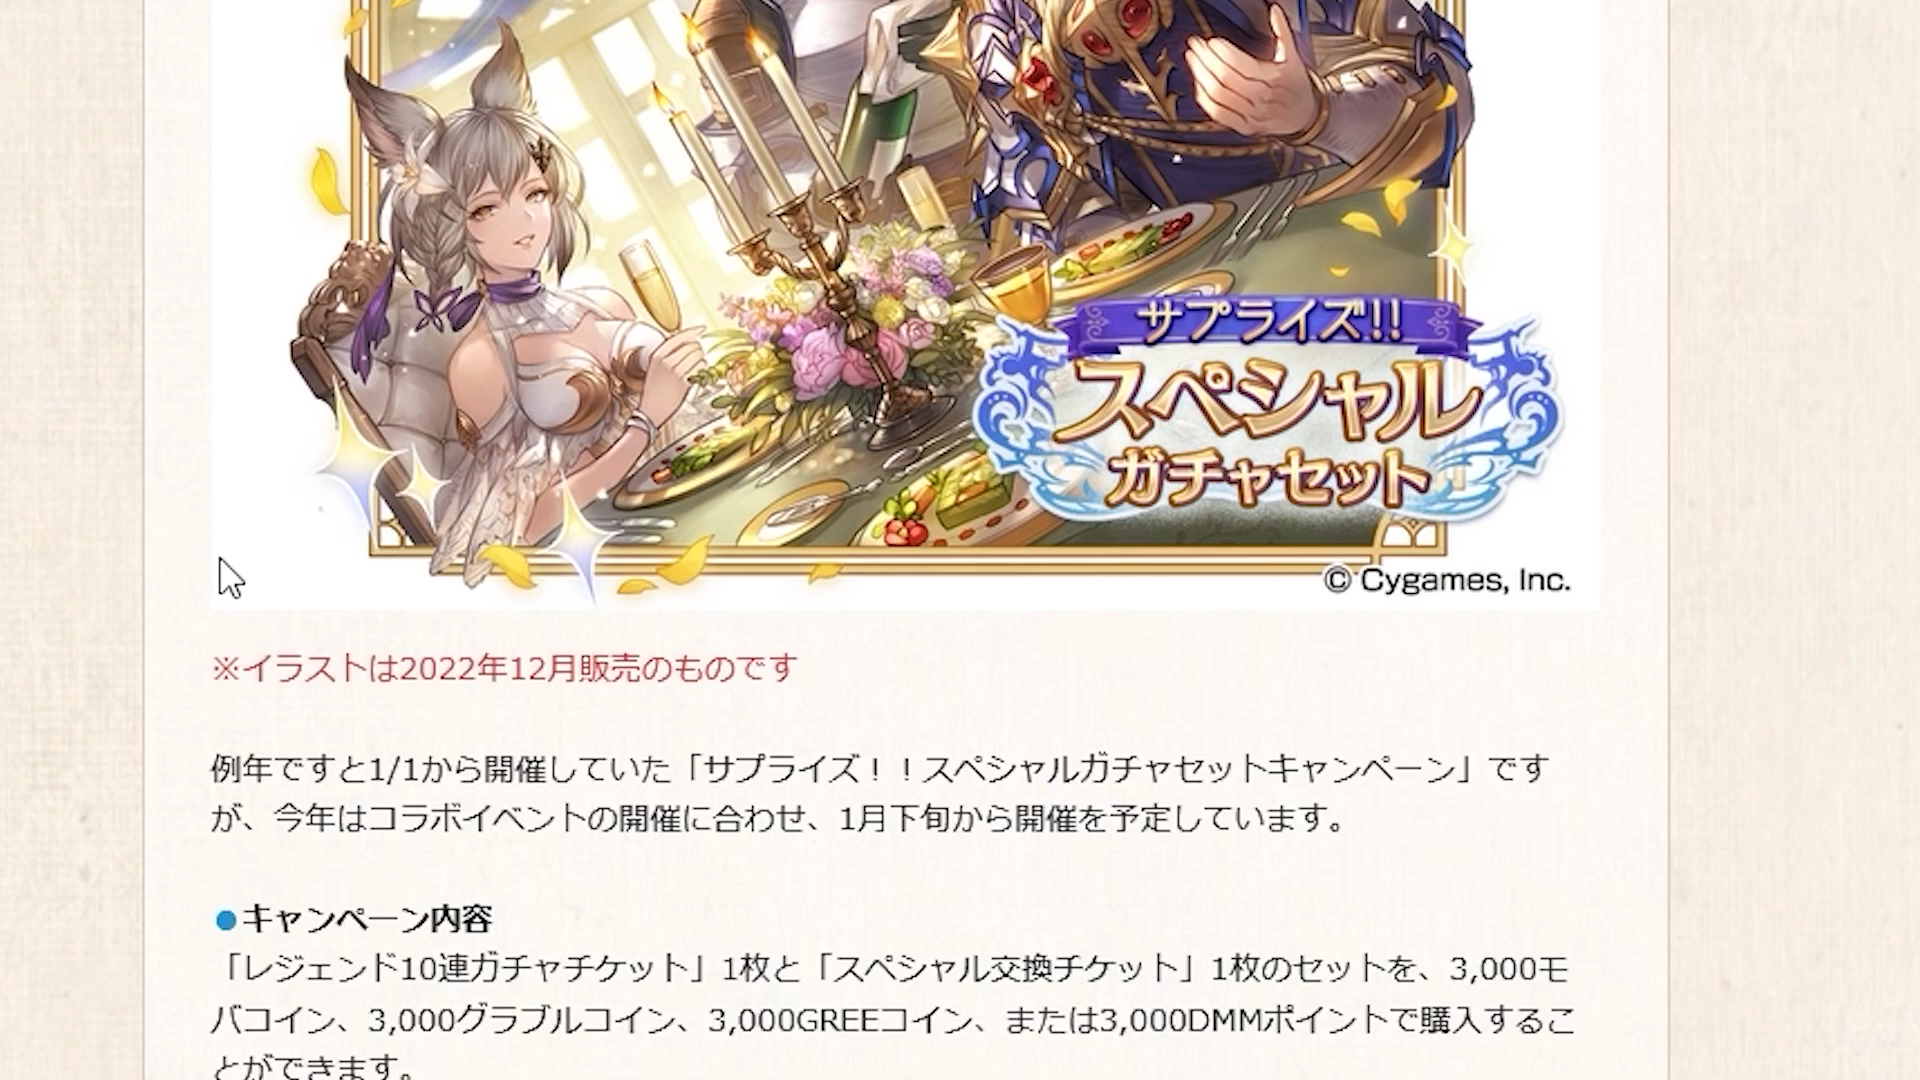 サプライズ!!
スペシャル
ガチャセット
© Cygames, Inc.
※イラストは2022年12月販売のものです
例年ですと1/1から開催していた「サプライズ！！スペシャルガチャセットキャンペーン」です
が、今年はコラボイベントの開催に合わせ、1月下旬から開催を予定しています。
●キャンペーン内容
「レジェンド10連ガチャチケット」1枚と「スペシャル交換チケット」1枚のセットを、3,000モ
バコイン、3,000グラブルコイン、3,000GREEコイン、または3,000DMMポイントで購入するこ
とができます。